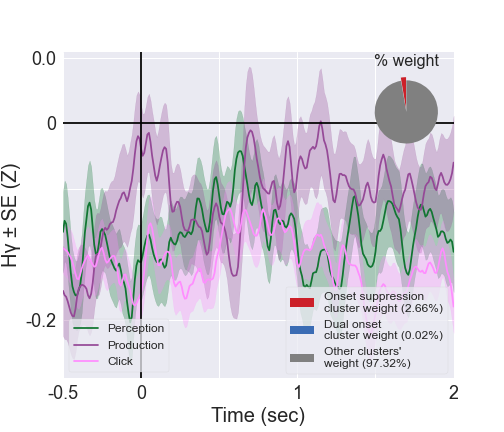 % weight
0.0
0
-0.2
Hγ ± SE (Z)
Perception
Production
Click
Onset suppression
cluster weight (2.66%)
Dual onset
cluster weight (0.02%)
Other clusters'
weight (97.32%)
-0.5 0 1 2
Time (sec)